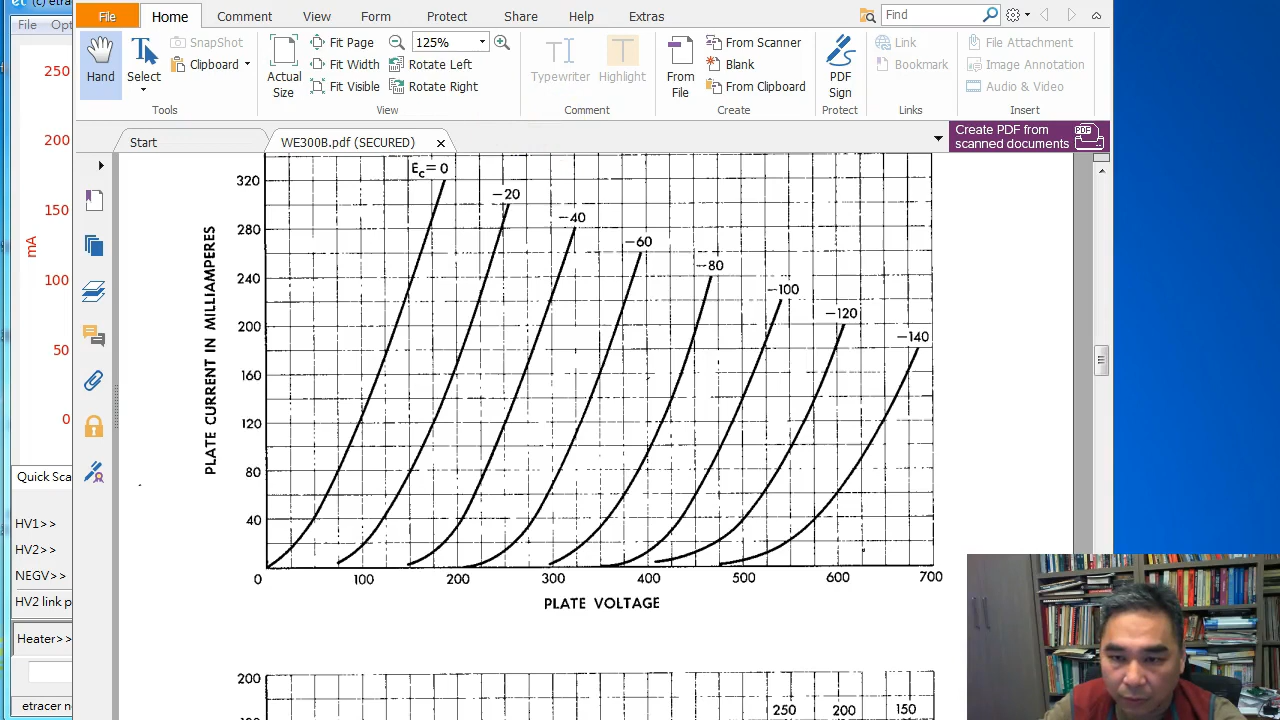 (c) etrace
File Opt
250
200
150
mA
100
50
0
Quick Sca
HV1>>
HV2>>
NEGV>>
HV2 link p
Heater>>
etracer no
File Home Comment View Form Protect Share Help Extras
Find
Hand
Select
SnapShot
Clipboard
Tools
Actual Size
Fit Page
Fit Width
Fit Visible
125%
Rotate Left
Rotate Right
View
Typewriter
Highlight
Comment
From File
From Scanner
Blank
From Clipboard
Create
PDF Sign
Protect
Link
Bookmark
Links
File Attachment
Image Annotation
Audio & Video
Insert
Start
WE300B.pdf (SECURED)
Create PDF from
scanned documents
PDF
Ec = 0
-20
-40
-60
-80
-100
-120
-140
PLATE CURRENT IN MILLIAMPERES
320
280
240
200
160
120
80
40
0 100 200 300 400 500 600 700
PLATE VOLTAGE
200
250 200 150